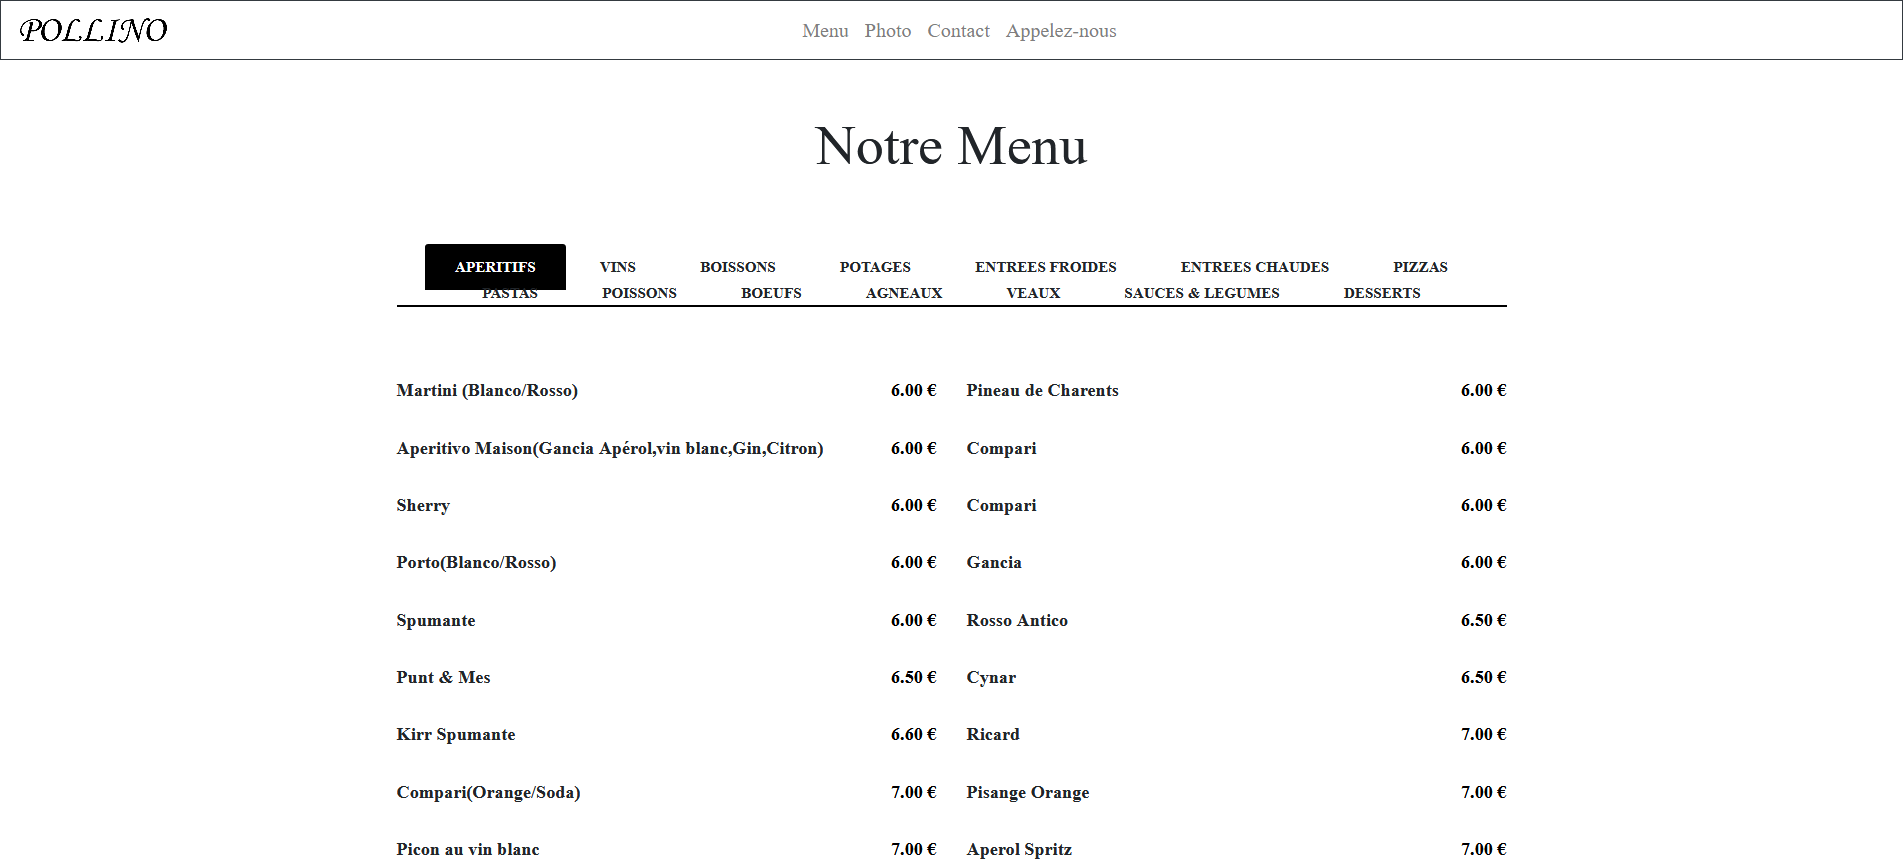 POLLINO
Menu Photo Contact Appelez-nous
Notre Menu
APERITIFS VINS BOISSONS POTAGES ENTREES FROIDES ENTREES CHAUDES PIZZAS
PASTAS POISSONS BOEUFS AGNEAUX VEAUX SAUCES & LEGUMES DESSERTS
Martini (Blanco/Rosso) 6.00 € Pineau de Charents 6.00 €
Aperitivo Maison(Gancia Apérol,vin blanc,Gin,Citron) 6.00 € Compari 6.00 €
Sherry 6.00 € Compari 6.00 €
Porto(Blanco/Rosso) 6.00 € Gancia 6.00 €
Spumante 6.00 € Rosso Antico 6.50 €
Punt & Mes 6.50 € Cynar 6.50 €
Kirr Spumante 6.60 € Ricard 7.00 €
Compari(Orange/Soda) 7.00 € Pisange Orange 7.00 €
Picon au vin blanc 7.00 € Aperol Spritz 7.00 €